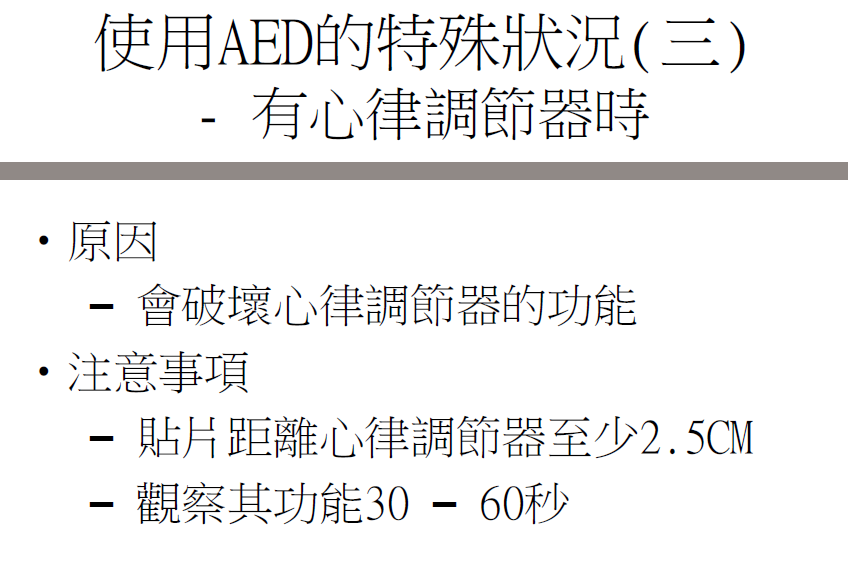 使用AED的特殊狀況(三)
- 有心律調節器時
• 原因
– 會破壞心律調節器的功能
• 注意事項
– 貼片距離心律調節器至少2.5CM
– 觀察其功能30 – 60秒